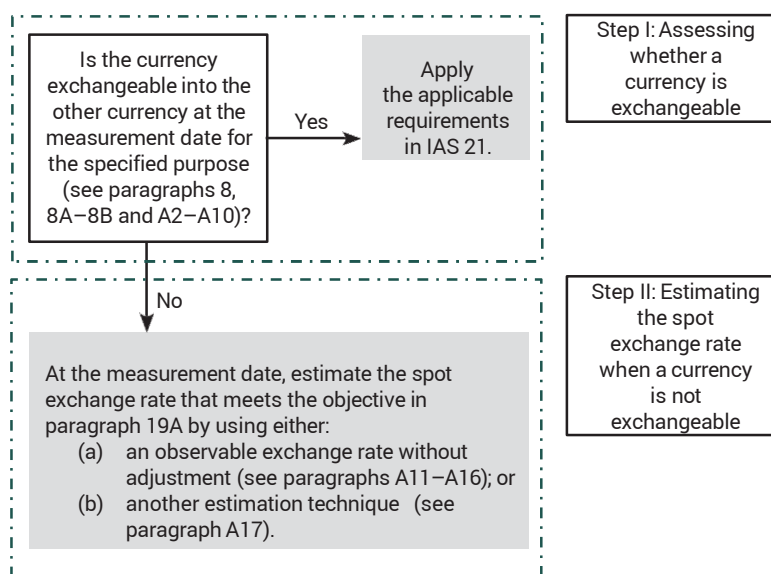 Is the currency
exchangeable into the
other currency at the
measurement date for
the specified purpose
(see paragraphs 8,
8A–8B and A2–A10)?
Yes
Apply
the applicable
requirements
in IAS 21.
Step I: Assessing
whether a
currency is
exchangeable
No
At the measurement date, estimate the spot
exchange rate that meets the objective in
paragraph 19A by using either:
(a) an observable exchange rate without
adjustment (see paragraphs A11–A16); or
(b) another estimation technique (see
paragraph A17).
Step II: Estimating
the spot
exchange rate
when a currency
is not
exchangeable